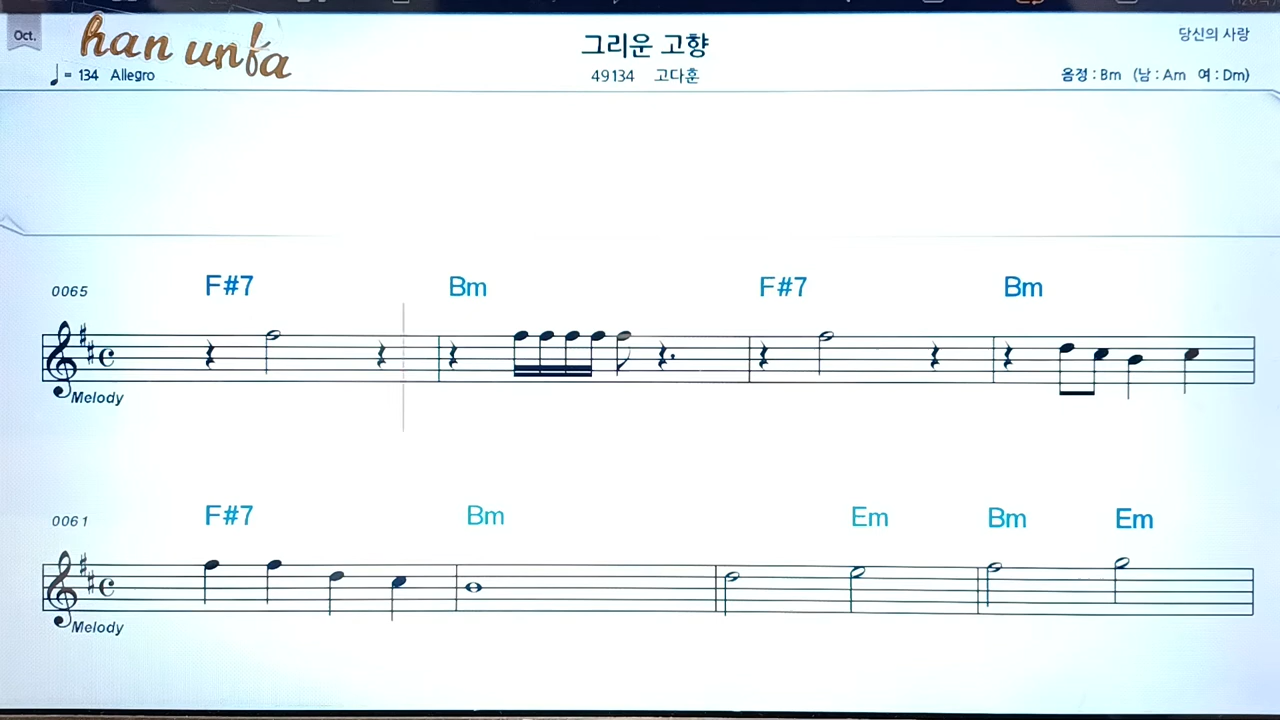 Oct.
han unfa
그리운 고향
당신의 사랑
♩= 134 Allegro
49134 고다훈
음정 : Bm (남 : Am 여 : Dm)
0065
F#7 Bm F#7 Bm
Melody
0061
F#7 Bm Em Bm Em
Melody